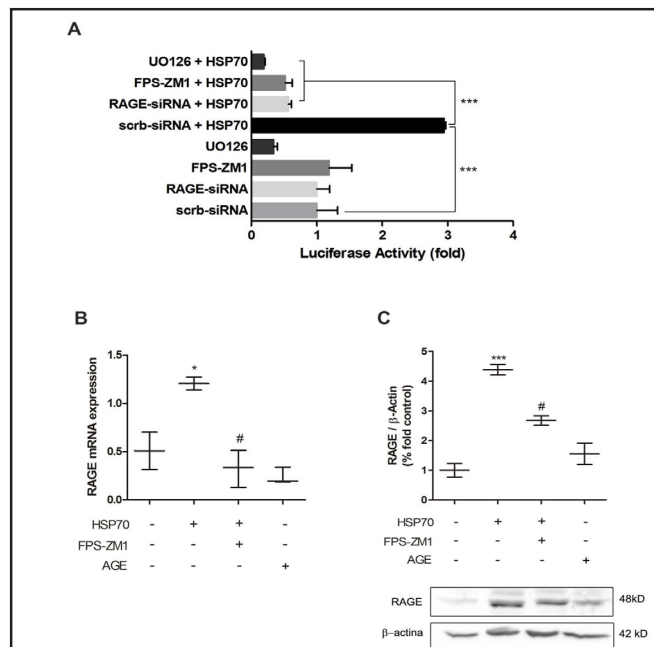 A
UO126 + HSP70
FPS-ZM1 + HSP70
RAGE-siRNA + HSP70
scrb-siRNA + HSP70
UO126
FPS-ZM1
RAGE-siRNA
scrb-siRNA
***
***
0 1 2 3 4
Luciferase Activity (fold)
B
RAGE mRNA expression
1.5
1.0
0.5
0.0
*
#
HSP70 - + + -
FPS-ZM1 - - + -
AGE - - - +
C
RAGE / β-Actin
(% fold control)
5
4
3
2
1
0
***
#
HSP70 - + + -
FPS-ZM1 - - + -
AGE - - - +
RAGE 48kD
β-actina 42 kD